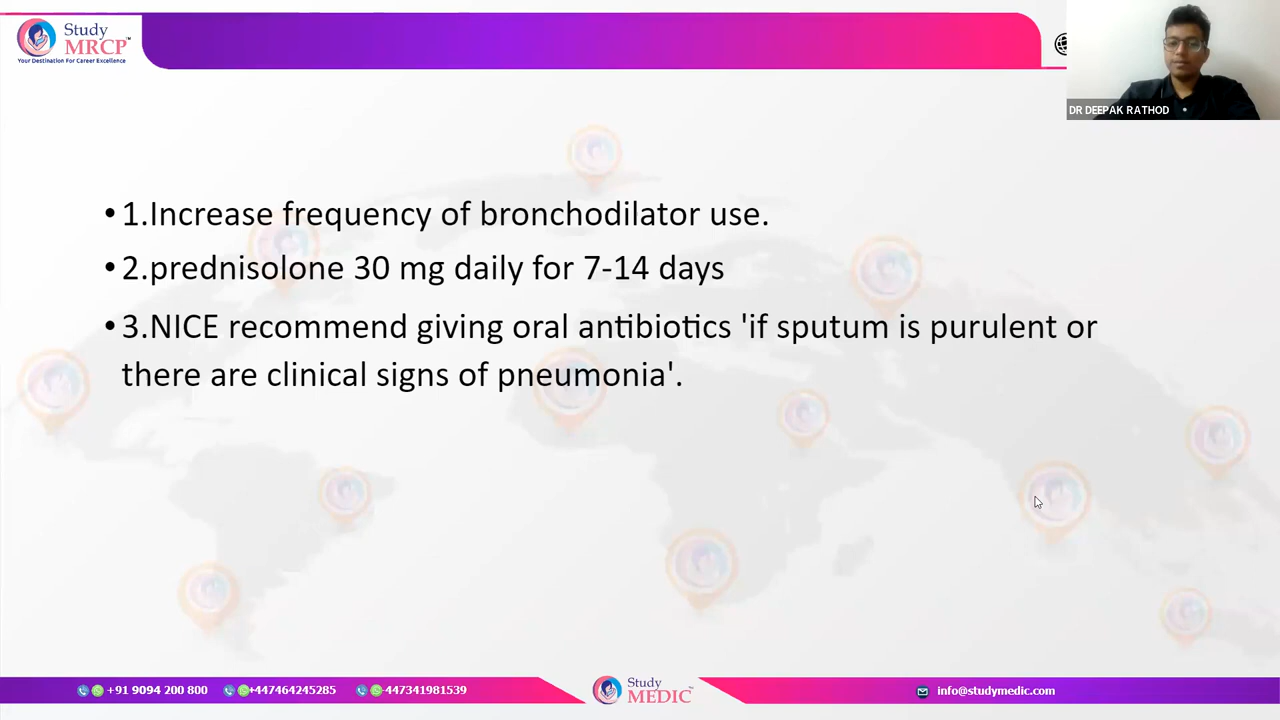 Study
MRCP™
Your Destination For Career Excellence
DR DEEPAK RATHOD
• 1.Increase frequency of bronchodilator use.
• 2.prednisolone 30 mg daily for 7-14 days
• 3.NICE recommend giving oral antibiotics 'if sputum is purulent or
there are clinical signs of pneumonia'.
+91 9094 200 800 +447464245285 -447341981539
Study
MEDIC™
info@studymedic.com